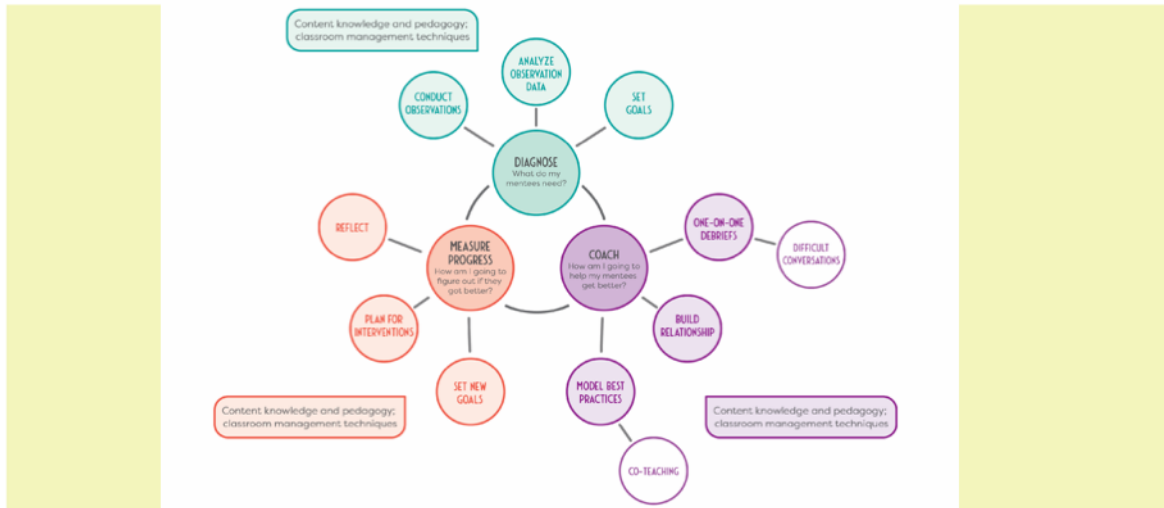 Content knowledge and pedagogy;
classroom management techniques
ANALYZE
OBSERVATION
DATA
CONDUCT
OBSERVATIONS
SET
GOALS
DIAGNOSE
What do my
mentees need?
REFLECT
MEASURE
PROGRESS
How am I going to
figure out if they
got better?
COACH
How am I going to
help my mentees
get better?
ONE-ON-ONE
DEBRIEFS
DIFFICULT
CONVERSATIONS
PLAN FOR
INTERVENTIONS
BUILD
RELATIONSHIP
SET NEW
GOALS
MODEL BEST
PRACTICES
Content knowledge and pedagogy;
classroom management techniques
Content knowledge and pedagogy;
classroom management techniques
CO-TEACHING